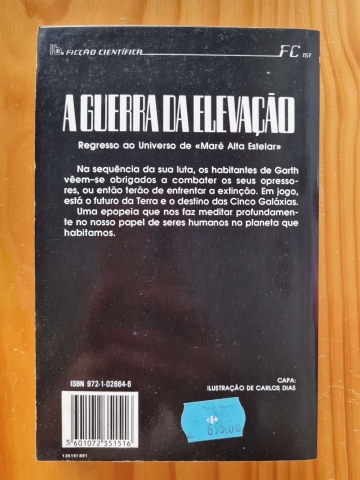 lb. FICÇÃO CIENTÍFICA
FC 151
A GUERRA DA ELEVAÇÃO
Regresso ao Universo de «Maré Alta Estelar»
Na sequência da sua luta, os habitantes de Garth
vêem-se obrigados a combater os seus opresso-
res, ou então terão de enfrentar a extinção. Em jogo,
está o futuro da Terra e o destino das Cinco Galáxias.
Uma epopeia que nos faz meditar profundamen-
te no nosso papel de seres humanos no planeta que
habitamos.
ISBN 972-1-02664-6
5 601072 351516
CAPA:
ILUSTRAÇÃO DE CARLOS DIAS